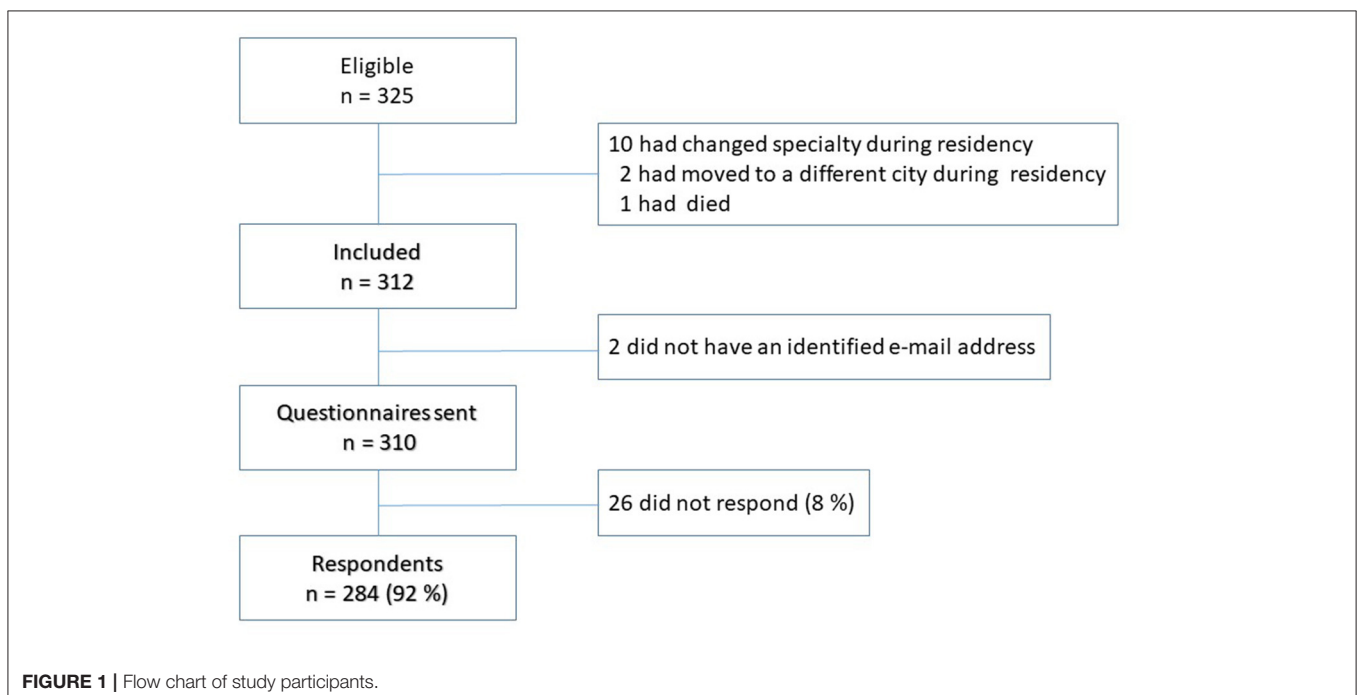 Eligible
n = 325
10 had changed specialty during residency
2 had moved to a different city during residency
1 had died
Included
n = 312
2 did not have an identified e-mail address
Questionnaires sent
n = 310
26 did not respond (8 %)
Respondents
n = 284 (92 %)
FIGURE 1 | Flow chart of study participants.